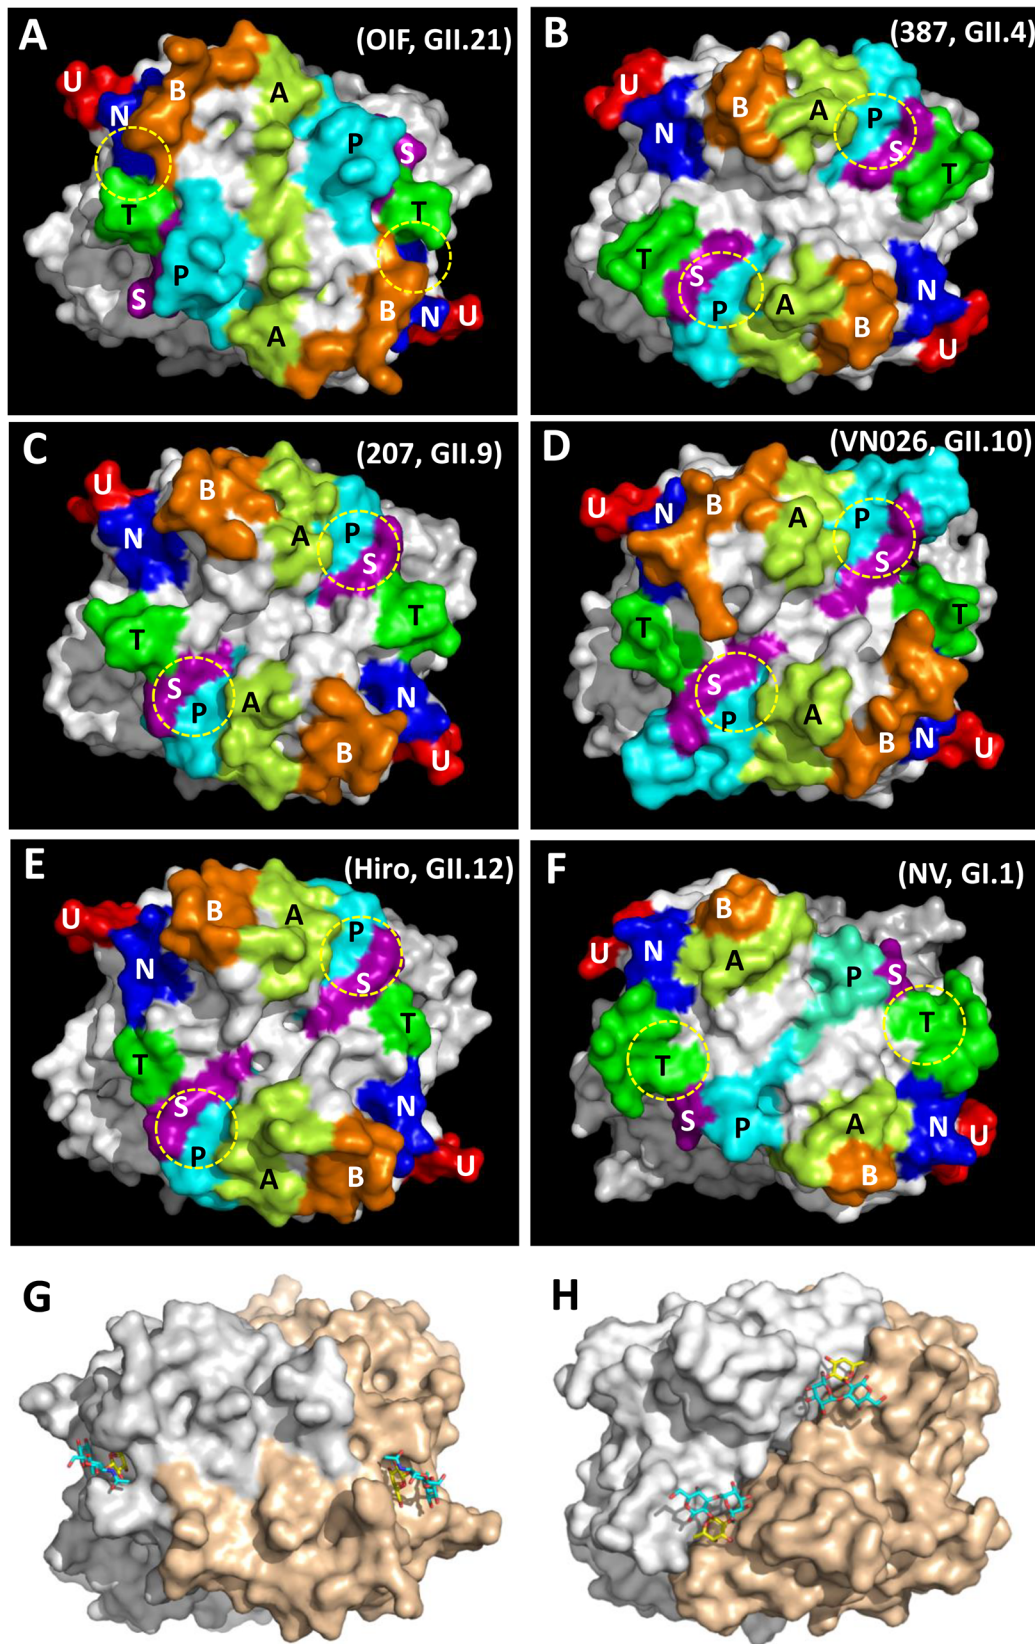 A (OIF, GII.21)
U B A
N P S
T T
P
S B N U
A
B (387, GII.4)
U B A P
N S
T
T
S N
P A B
U
C (207, GII.9)
U B
N A P
S
T T
S N
P A
B U
D (VN026, GII.10)
U N B A P
S
T T
S
P A
B N U
E (Hiro, GII.12)
U B A P
N S
T
T
S N
P
A B U
F (NV, GI.1)
B
U N A P S
T
T
S P A N U
B
G
H